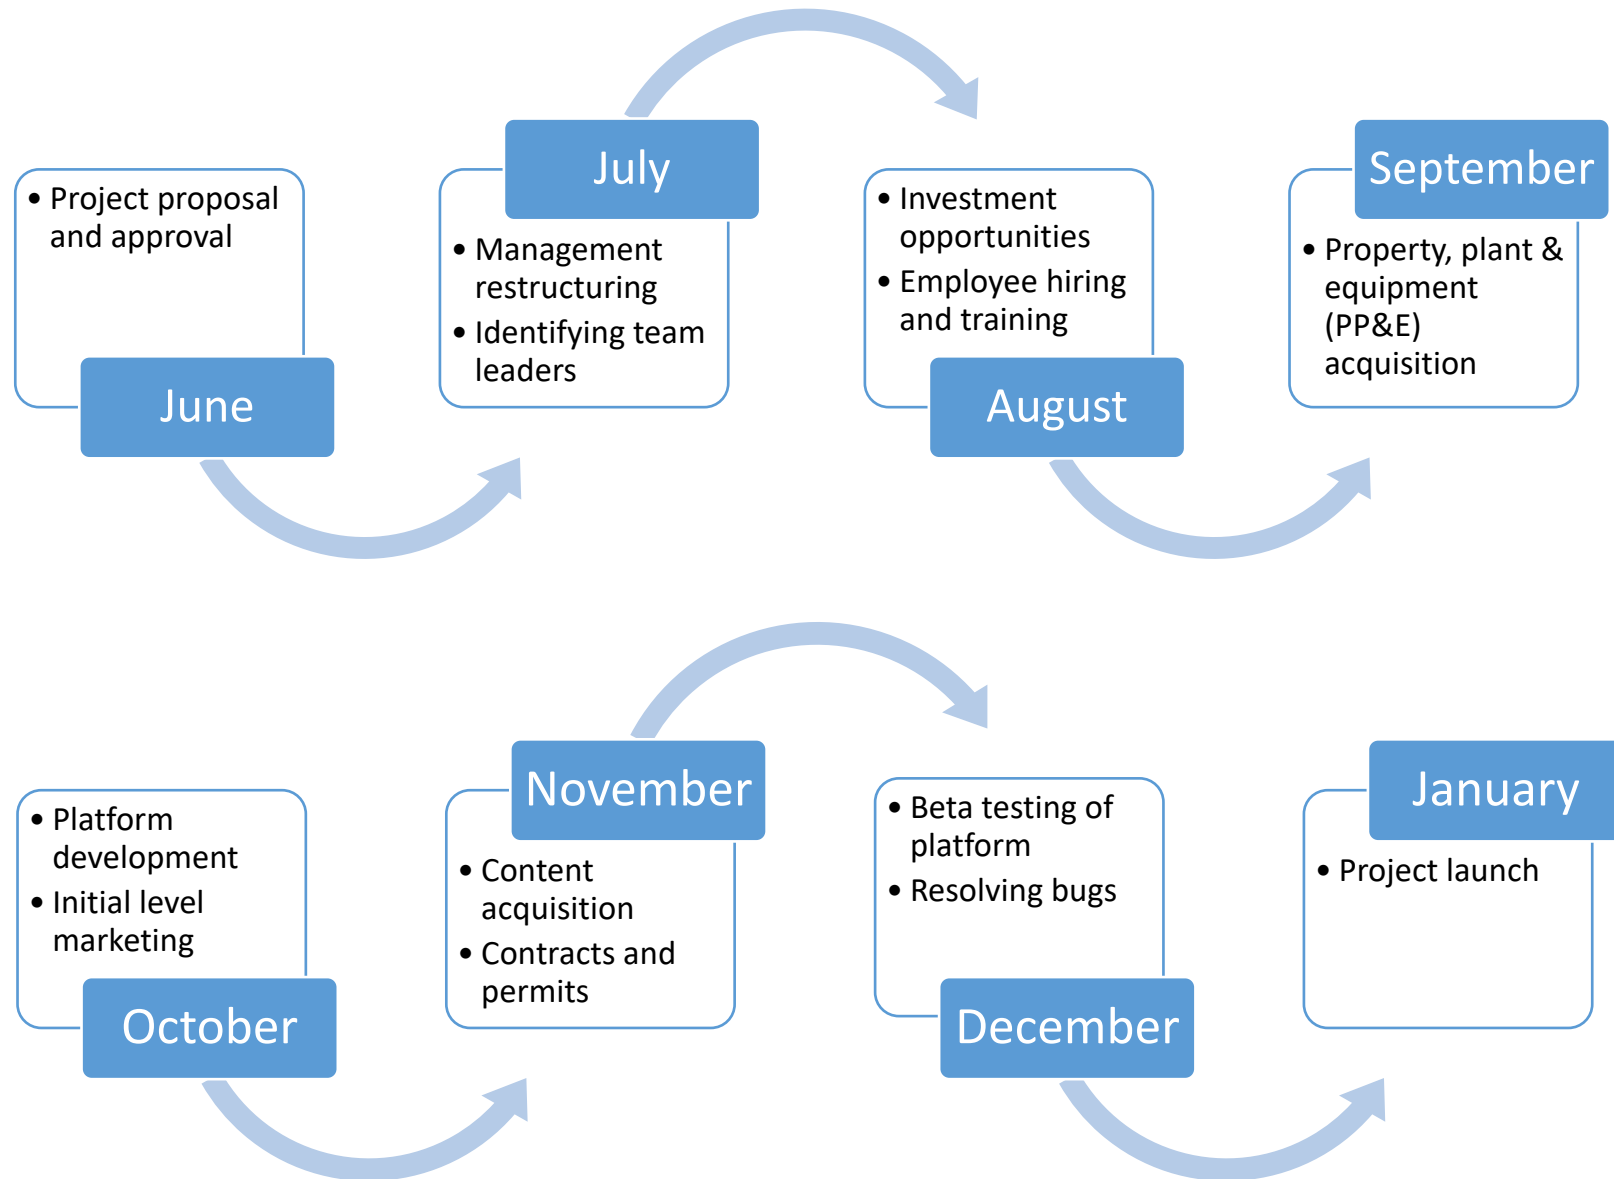 • Project proposal
and approval
June
July
• Management
restructuring
• Identifying team
leaders
• Investment
opportunities
• Employee hiring
and training
August
September
• Property, plant &
equipment
(PP&E)
acquisition
• Platform
development
• Initial level
marketing
October
November
• Content
acquisition
• Contracts and
permits
• Beta testing of
platform
• Resolving bugs
December
January
• Project launch